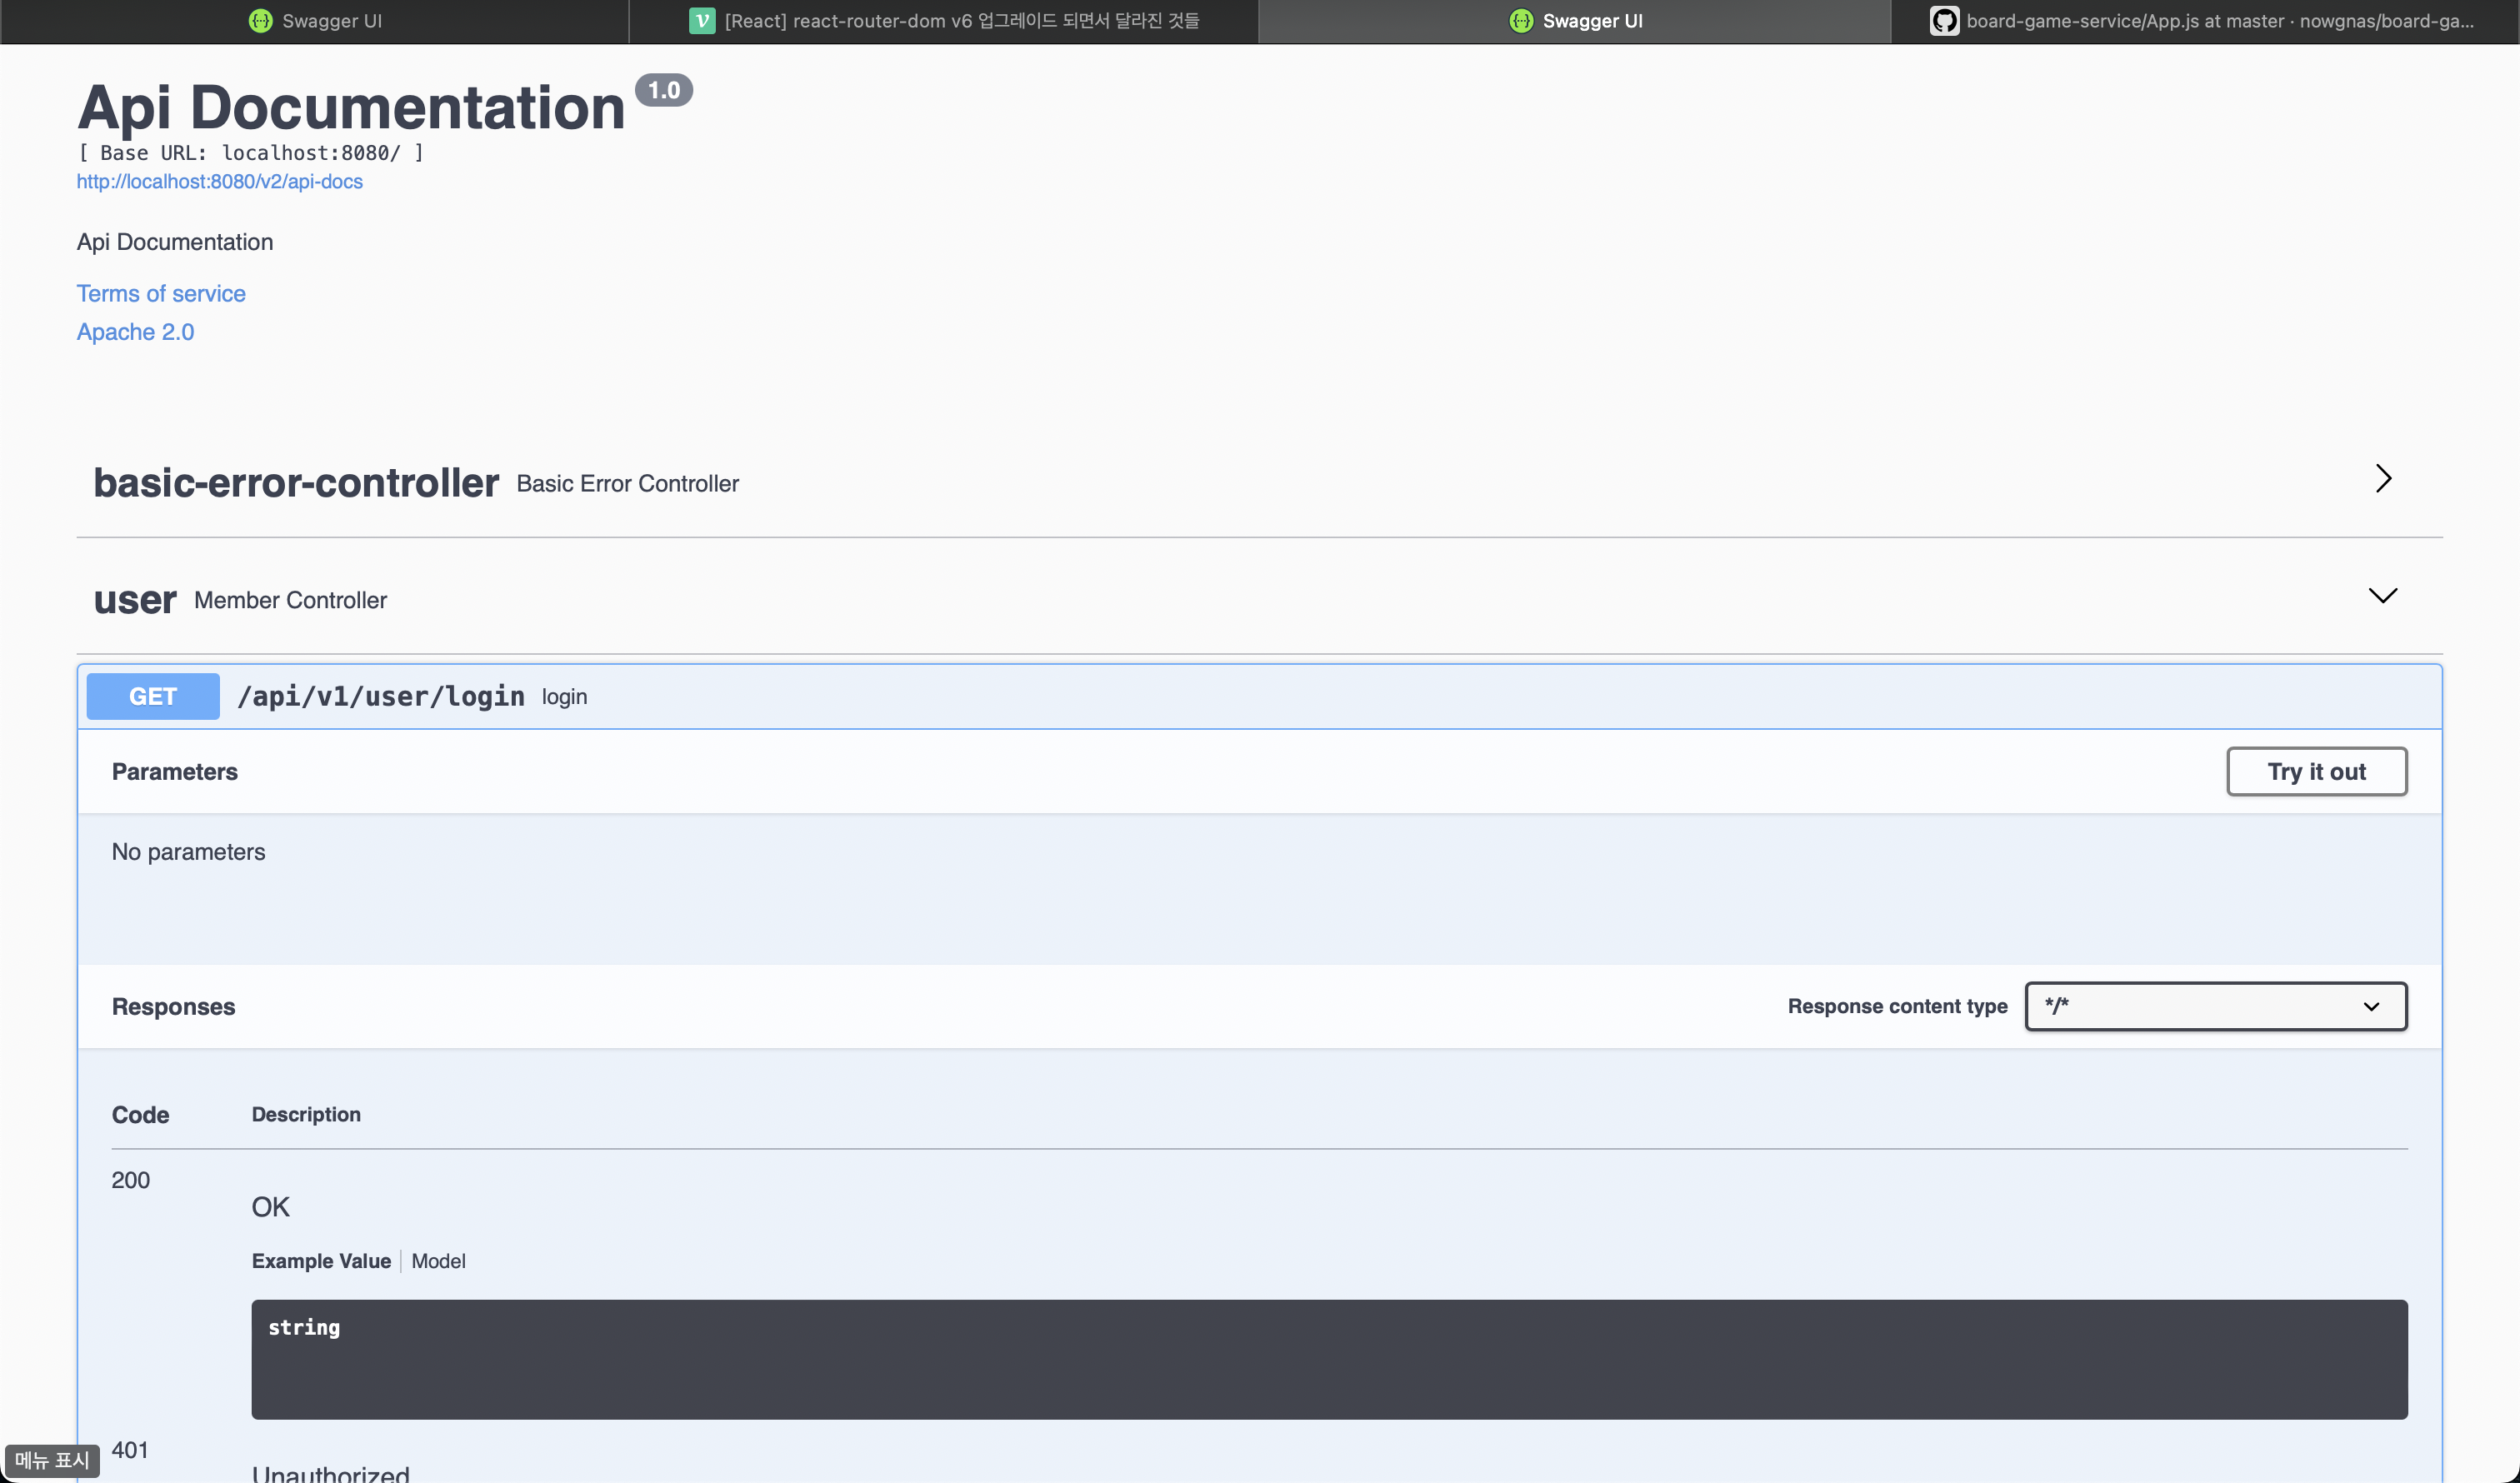 Swagger UI
[React] react-router-dom v6 업그레이드 되면서 달라진 것들
Swagger UI
board-game-service/App.js at master · nowgnas/board-ga...
Api Documentation 1.0
[ Base URL: localhost:8080/ ]
http://localhost:8080/v2/api-docs
Api Documentation
Terms of service
Apache 2.0
basic-error-controller Basic Error Controller
user Member Controller
GET /api/v1/user/login login
Parameters
Try it out
No parameters
Responses
Response content type */*
Code Description
200
OK
Example Value Model
string
401
Unauthorized
메뉴 표시